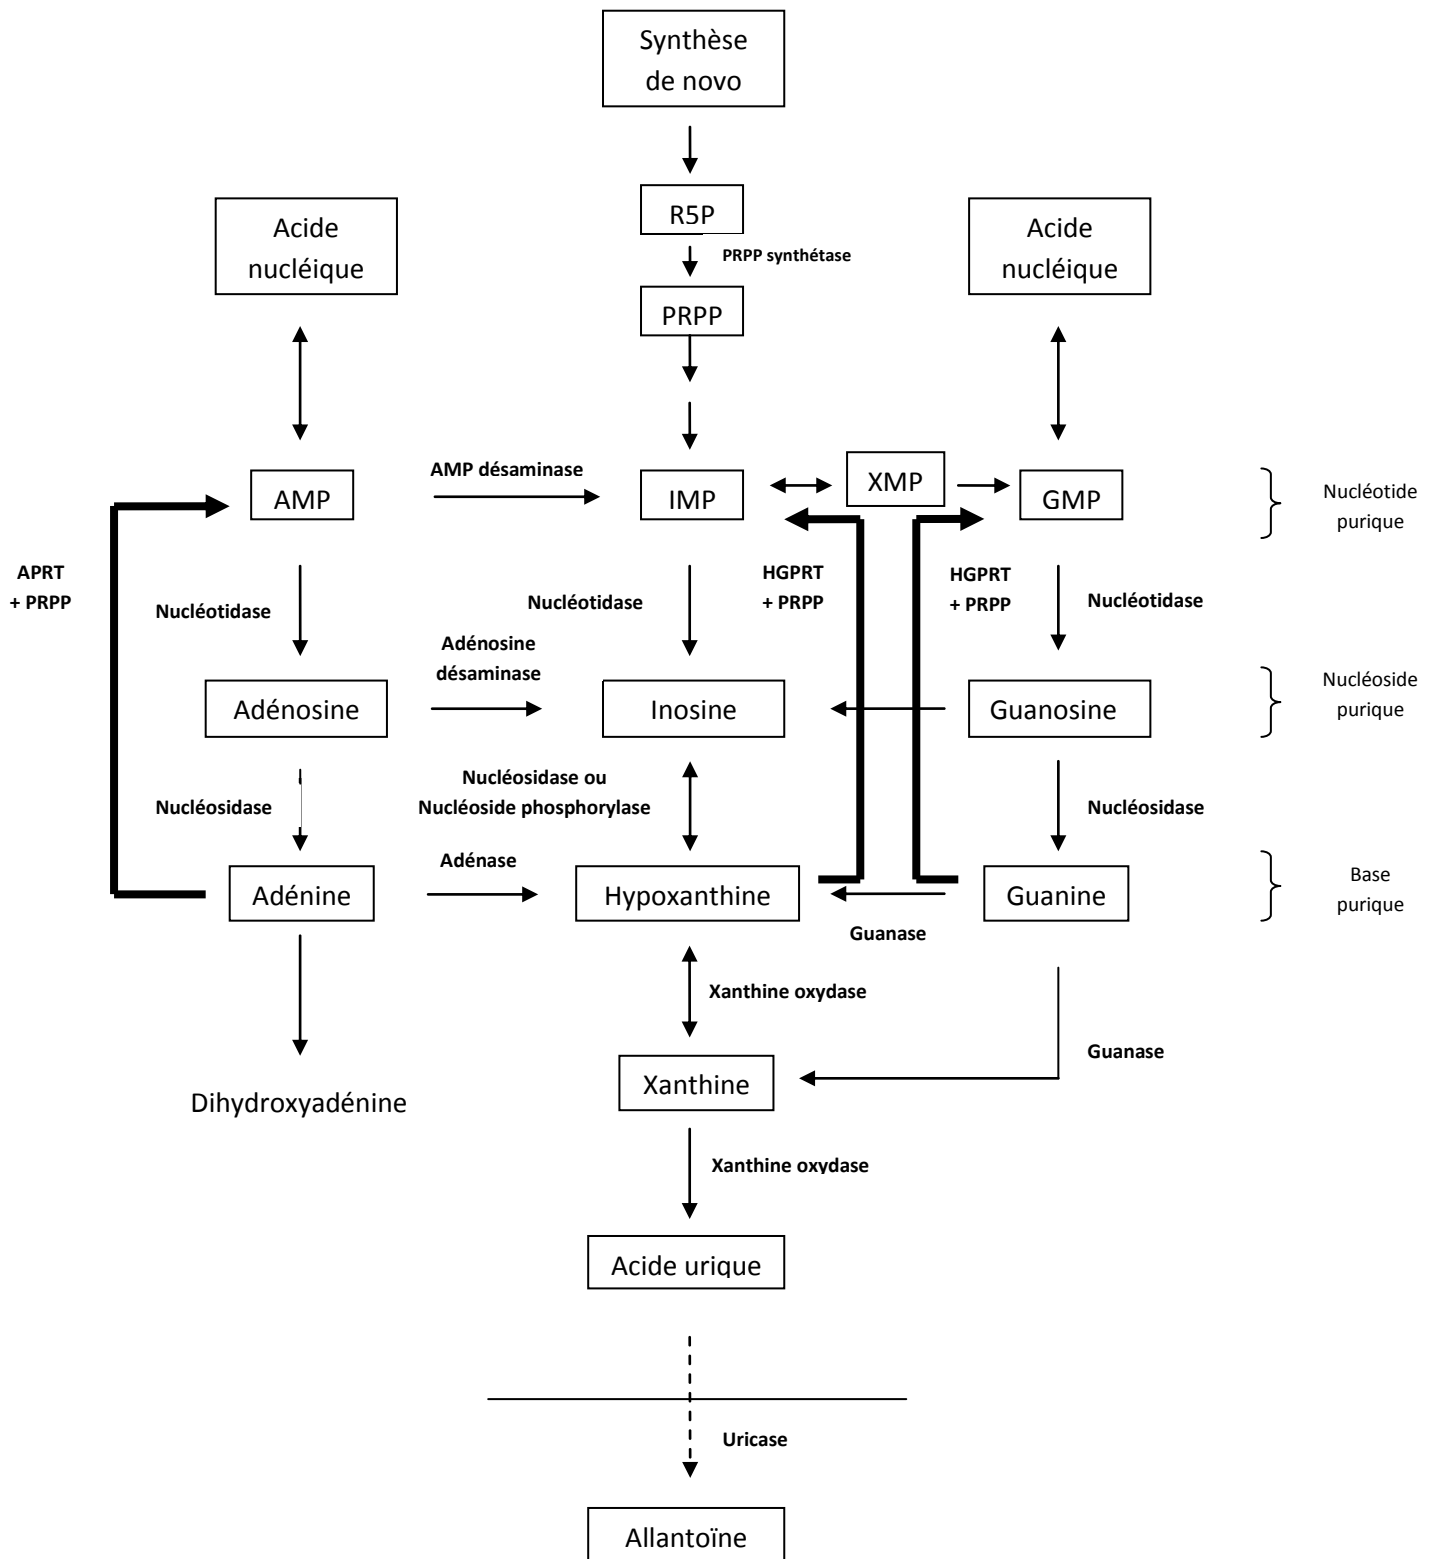 Synthèse
de novo
R5P
PRPP synthétase
PRPP
Acide
nucléique
Acide
nucléique
AMP
AMP désaminase
IMP
XMP
GMP
Nucléotide
purique
APRT
+ PRPP
Nucléotidase
Nucléotidase
HGPRT
+ PRPP
HGPRT
+ PRPP
Nucléotidase
Adénosine
désaminase
Adénosine
Inosine
Guanosine
Nucléoside
purique
Nucléosidase
Nucléosidase ou
Nucléoside phosphorylase
Nucléosidase
Adénase
Adénine
Hypoxanthine
Guanine
Base
purique
Guanase
Xanthine oxydase
Guanase
Xanthine
Dihydroxyadénine
Xanthine oxydase
Acide urique
Uricase
Allantoïne